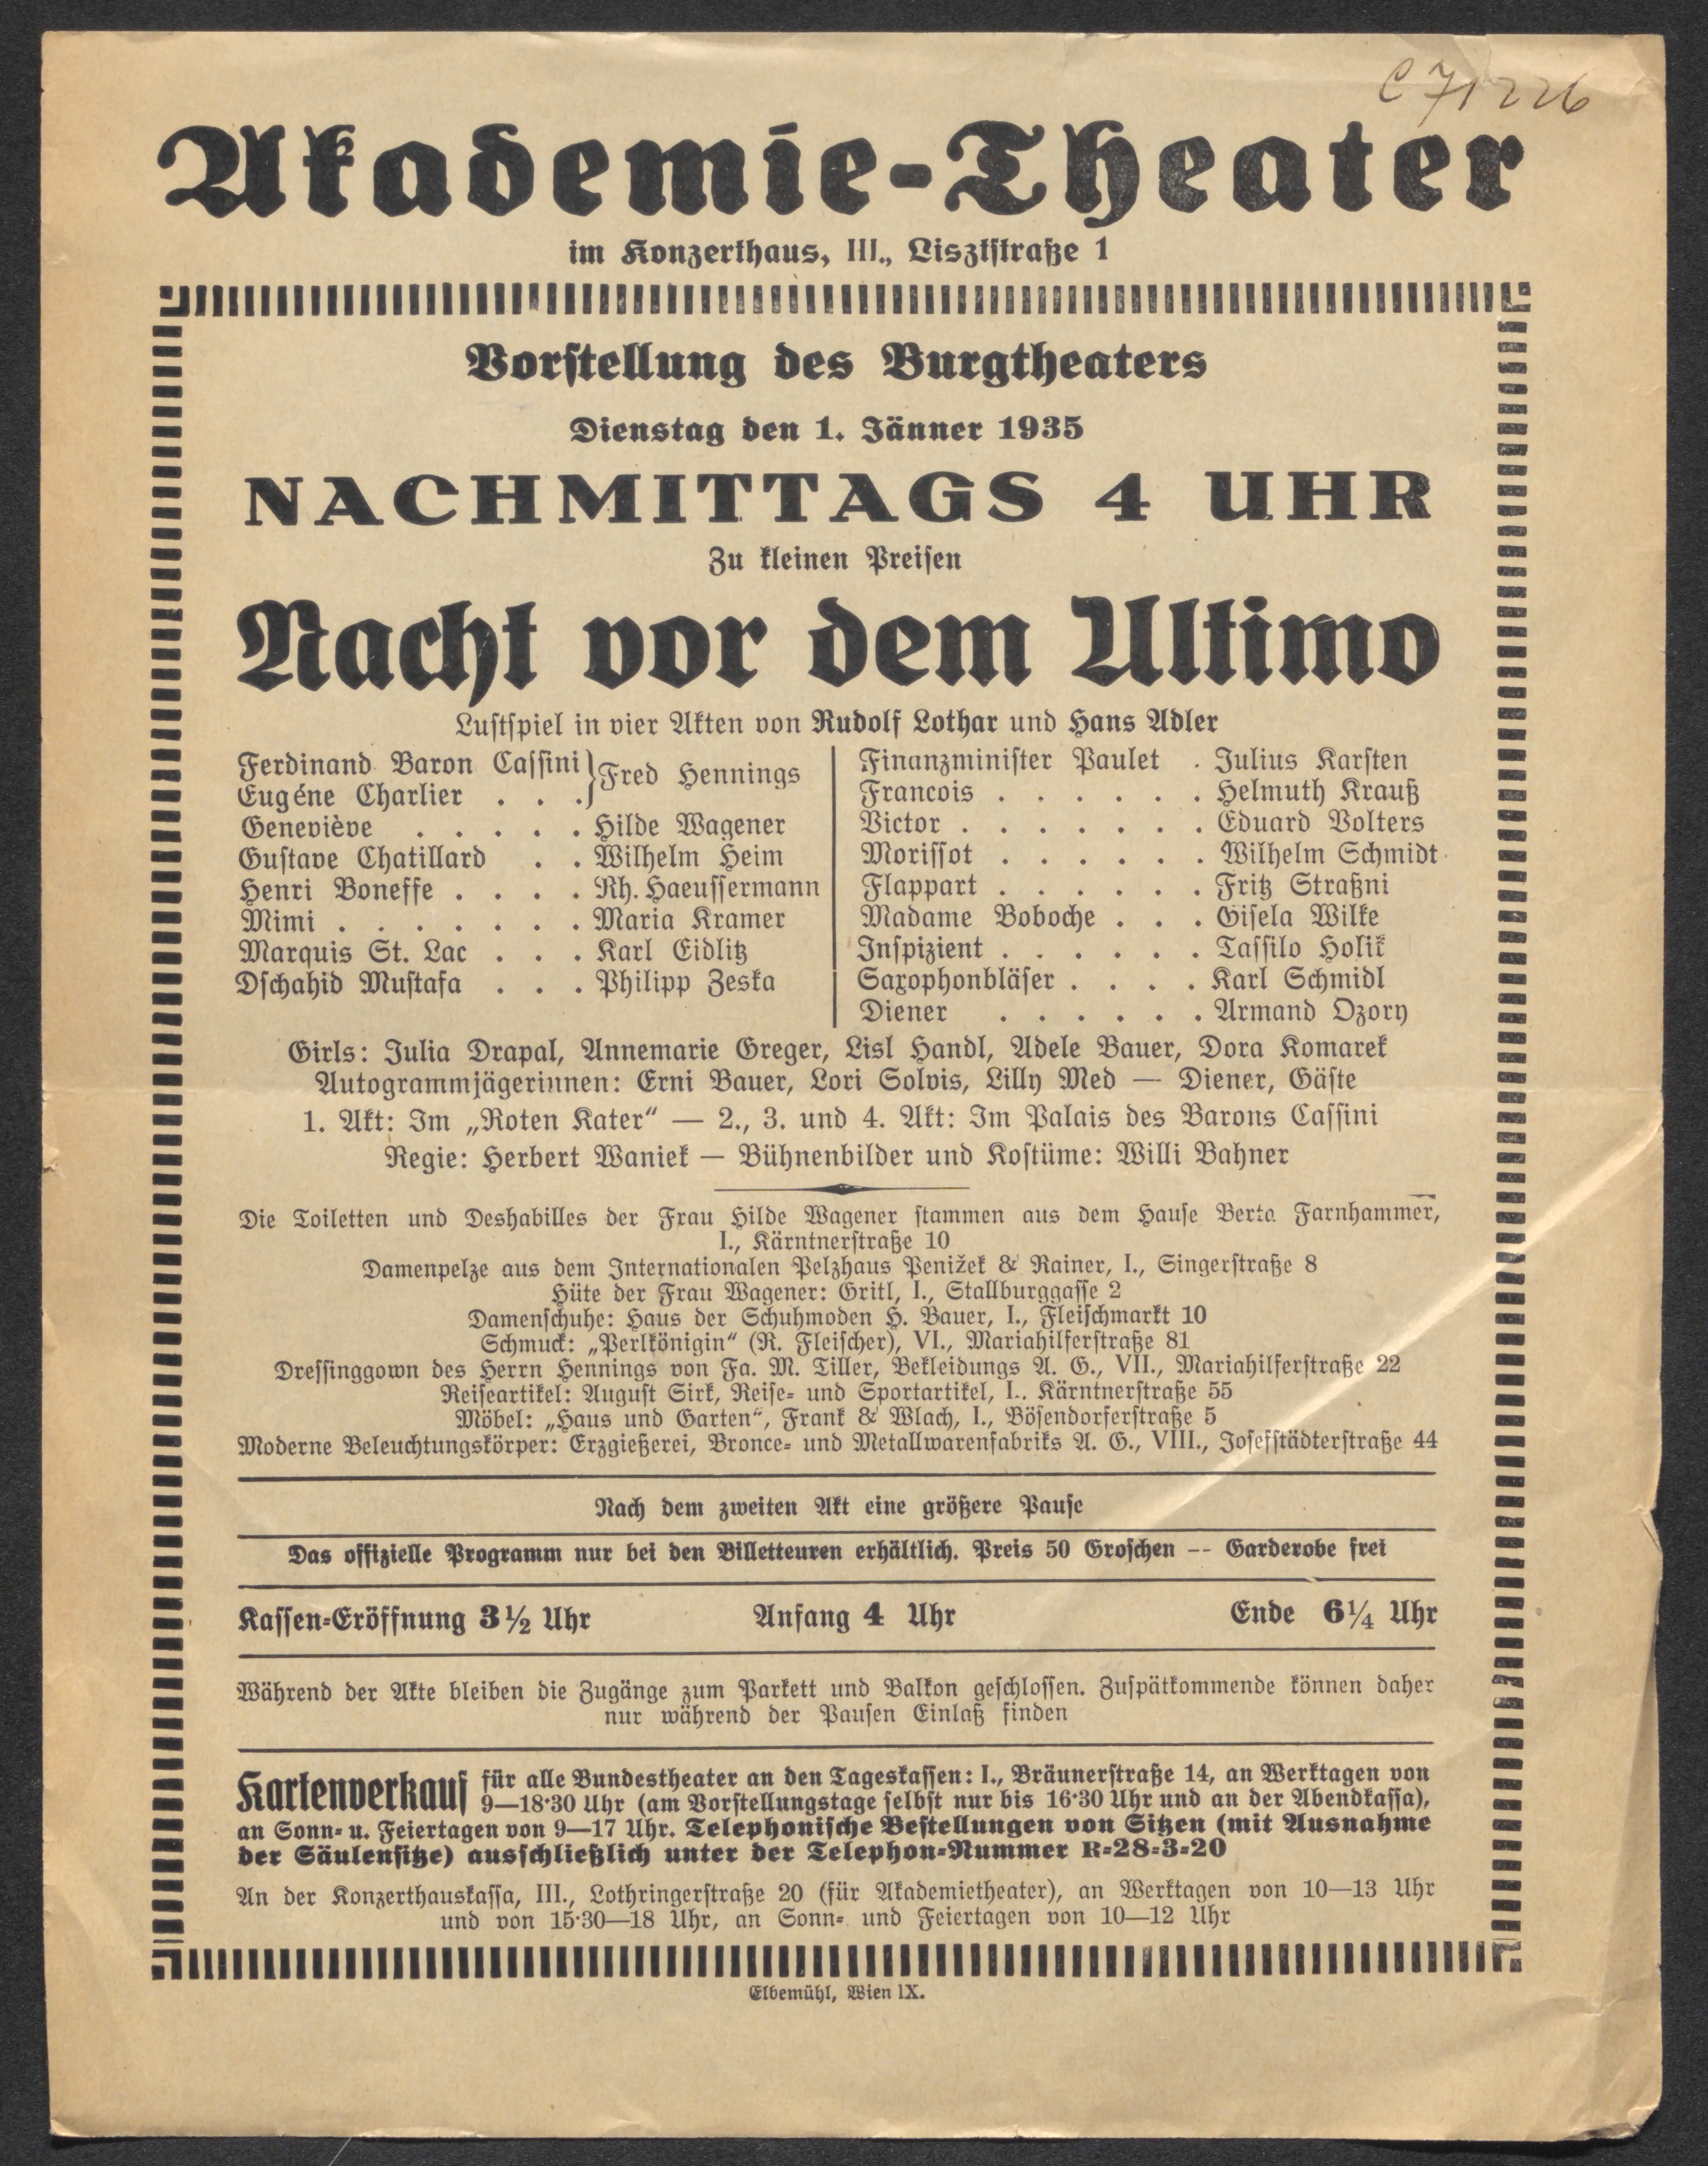 C 71226
Akademie-Theater
im Konzerthaus, III., Lisztstraße 1
Vorstellung des Burgtheaters
Dienstag den 1. Jänner 1935
NACHMITTAGS 4 UHR
Zu kleinen Preisen
Nacht vor dem Ultimo
Lustspiel in vier Akten von Rudolf Lothar und Hans Adler
Ferdinand Baron Cassini } Fred Hennings
Eugéne Charlier . . .
Geneviève . . . . . Hilde Wagener
Gustave Chatillard . . Wilhelm Heim
Henri Boneffe . . . . Rh. Haeussermann
Mimi . . . . . . . Maria Kramer
Marquis St. Lac . . . Karl Eidlitz
Dschahid Mustafa . . . Philipp Zeska
Finanzminister Paulet . Julius Karsten
Francois . . . . . . Helmuth Krauß
Victor . . . . . . . Eduard Volters
Morissot . . . . . . Wilhelm Schmidt
Flappart . . . . . . Fritz Straßni
Madame Boboche . . . Gisela Wilke
Inspizient . . . . . . Tassilo Holik
Saxophonbläser . . . . Karl Schmidl
Diener . . . . . . Armand Ozory
Girls: Julia Drapal, Annemarie Greger, Lisl Handl, Adele Bauer, Dora Komarek
Autogrammjägerinnen: Erni Bauer, Lori Solvis, Lilly Med — Diener, Gäste
1. Akt: Im „Roten Kater“ — 2., 3. und 4. Akt: Im Palais des Barons Cassini
Regie: Herbert Waniek — Bühnenbilder und Kostüme: Willi Bahner
Die Toiletten und Deshabilles der Frau Hilde Wagener stammen aus dem Hause Berta Farnhammer,
I., Kärntnerstraße 10
Damenpelze aus dem Internationalen Pelzhaus Penižek & Rainer, I., Singerstraße 8
Hüte der Frau Wagener: Gritl, I., Stallburggasse 2
Damenschuhe: Haus der Schuhmoden H. Bauer, I., Fleischmarkt 10
Schmuck: „Perlkönigin“ (R. Fleischer), VI., Mariahilferstraße 81
Dressinggown des Herrn Hennings von Fa. M. Tiller, Bekleidungs A. G., VII., Mariahilferstraße 22
Reiseartikel: August Sirk, Reise- und Sportartikel, I.. Kärntnerstraße 55
Möbel: „Haus und Garten“, Frank & Wlach, I., Bösendorferstraße 5
Moderne Beleuchtungskörper: Erzgießerei, Bronce- und Metallwarenfabriks A. G., VIII., Josefstädterstraße 44
Nach dem zweiten Akt eine größere Pause
Das offizielle Programm nur bei den Billetteuren erhältlich. Preis 50 Groschen -- Garderobe frei
Kassen-Eröffnung 3½ Uhr Anfang 4 Uhr Ende 6¼ Uhr
Während der Akte bleiben die Zugänge zum Parkett und Balkon geschlossen. Zuspätkommende können daher
nur während der Pausen Einlaß finden
Kartenverkauf für alle Bundestheater an den Tageskassen: I., Bräunerstraße 14, an Werktagen von
9—18·30 Uhr (am Vorstellungstage selbst nur bis 16·30 Uhr und an der Abendkassa),
an Sonn- u. Feiertagen von 9—17 Uhr. Telephonische Bestellungen von Sitzen (mit Ausnahme
der Säulensitze) ausschließlich unter der Telephon-Nummer R-28-3-20
An der Konzerthauskassa, III., Lothringerstraße 20 (für Akademietheater), an Werktagen von 10—13 Uhr
und von 15·30—18 Uhr, an Sonn- und Feiertagen von 10—12 Uhr
Elbemühl, Wien IX.